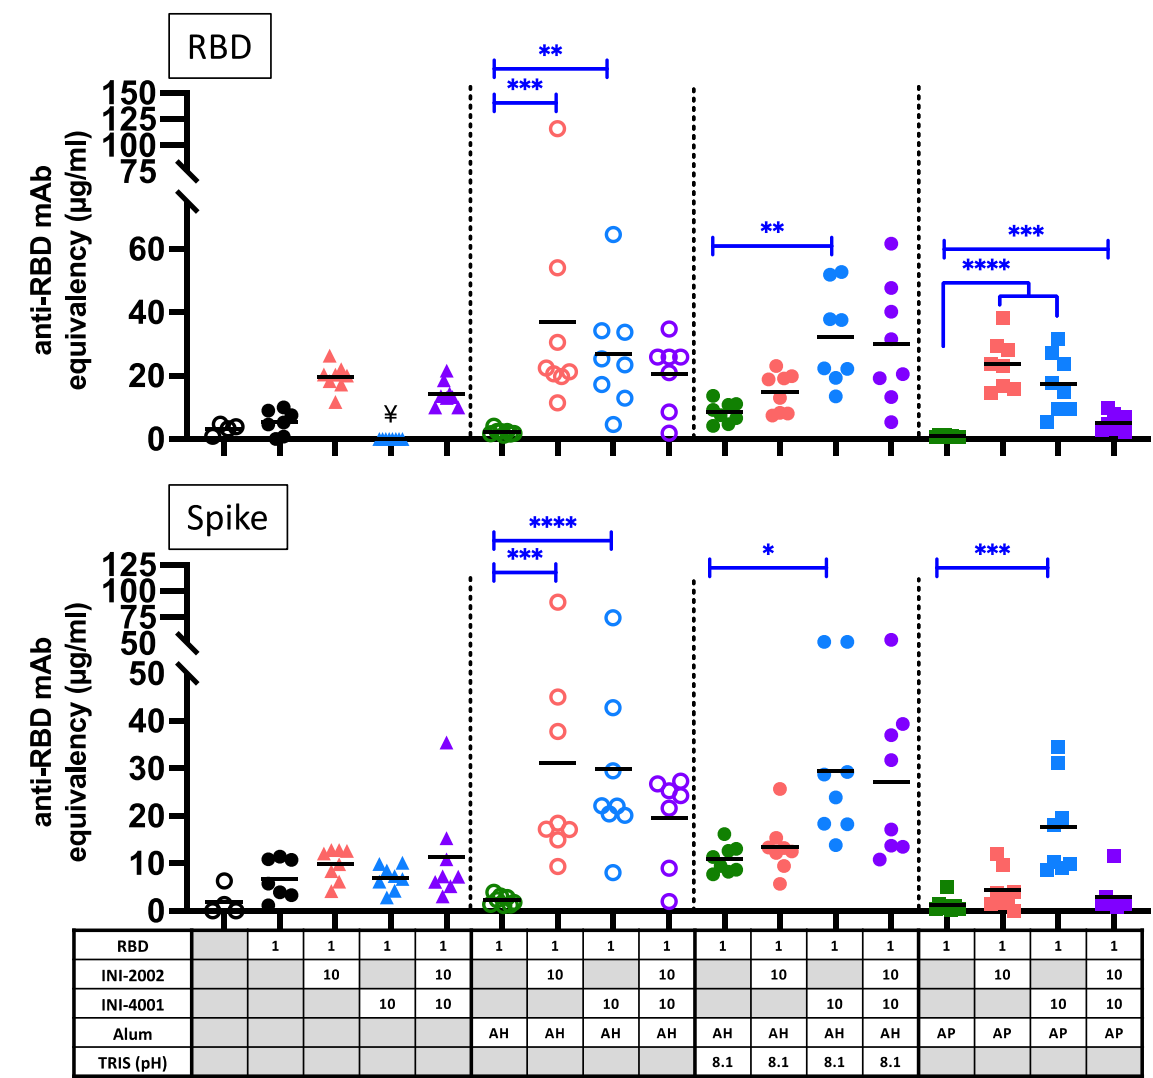 RBD
anti-RBD mAb
equivalency (µg/ml)
150
125
100
75
60
40
20
0
¥
**
***
**
***
****
Spike
anti-RBD mAb
equivalency (µg/ml)
125
100
75
50
50
40
30
20
10
0
****
***
*
***
RBD 1 1 1 1 1 1 1 1 1 1 1 1 1 1 1 1
INI-2002 10 10 10 10 10 10 10 10
INI-4001 10 10 10 10 10 10 10 10
Alum AH AH AH AH AH AH AH AH AP AP AP AP
TRIS (pH) 8.1 8.1 8.1 8.1